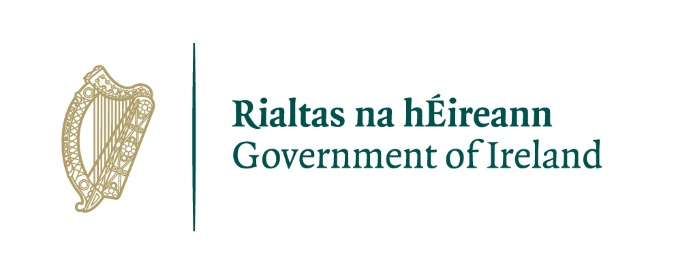 Rialtas na hÉireann
Government of Ireland